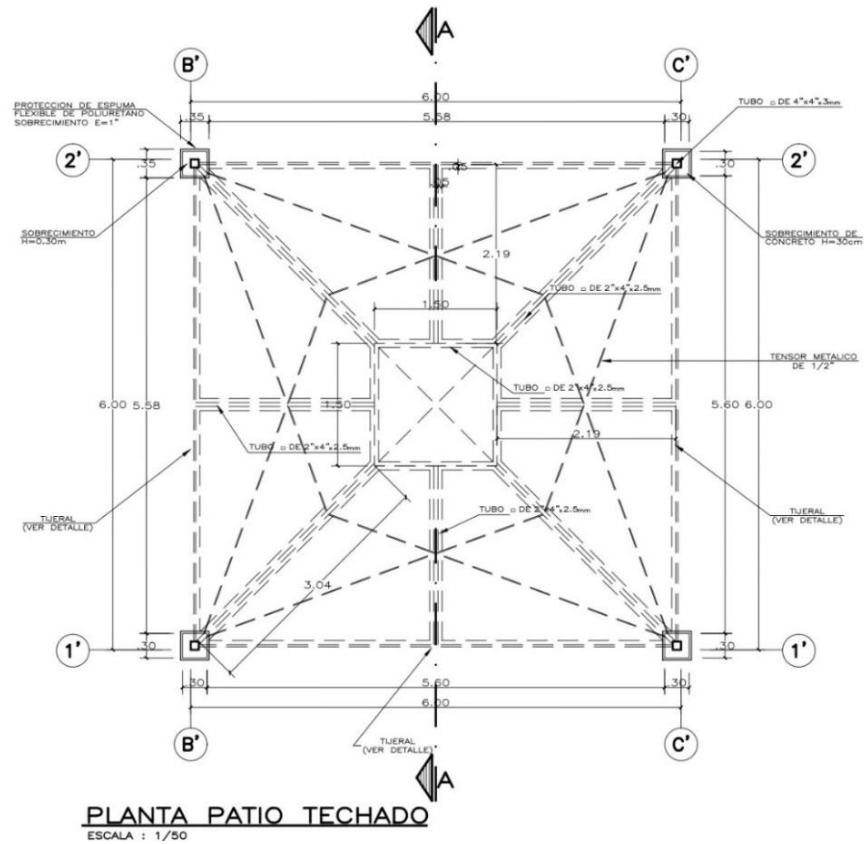 A
B'
C'
6.00
PROTECCION DE ESPUMA
FLEXIBLE DE POLIURETANO
SOBRECIMIENTO E=1"
TUBO □ DE 4"x4"x3mm
.35
5.58
.30
2'
.35
.05
.05
.30
2'
SOBRECIMIENTO
H=0.30m
SOBRECIMIENTO DE
CONCRETO H=30cm
2.19
TUBO □ DE 2"x4"x2.5mm
1.50
TENSOR METALICO
DE 1/2"
TUBO □ DE 2"x4"x2.5mm
6.00
5.58
1.50
5.60
6.00
2.19
TUBO □ DE 2"x4"x2.5mm
TUBO □ DE 2"x4"x2.5mm
TIJERAL
(VER DETALLE)
TIJERAL
(VER DETALLE)
3.04
1'
.30
.30
1'
.30
5.60
.30
6.00
B'
TIJERAL
(VER DETALLE)
C'
A
PLANTA PATIO TECHADO
ESCALA : 1/50